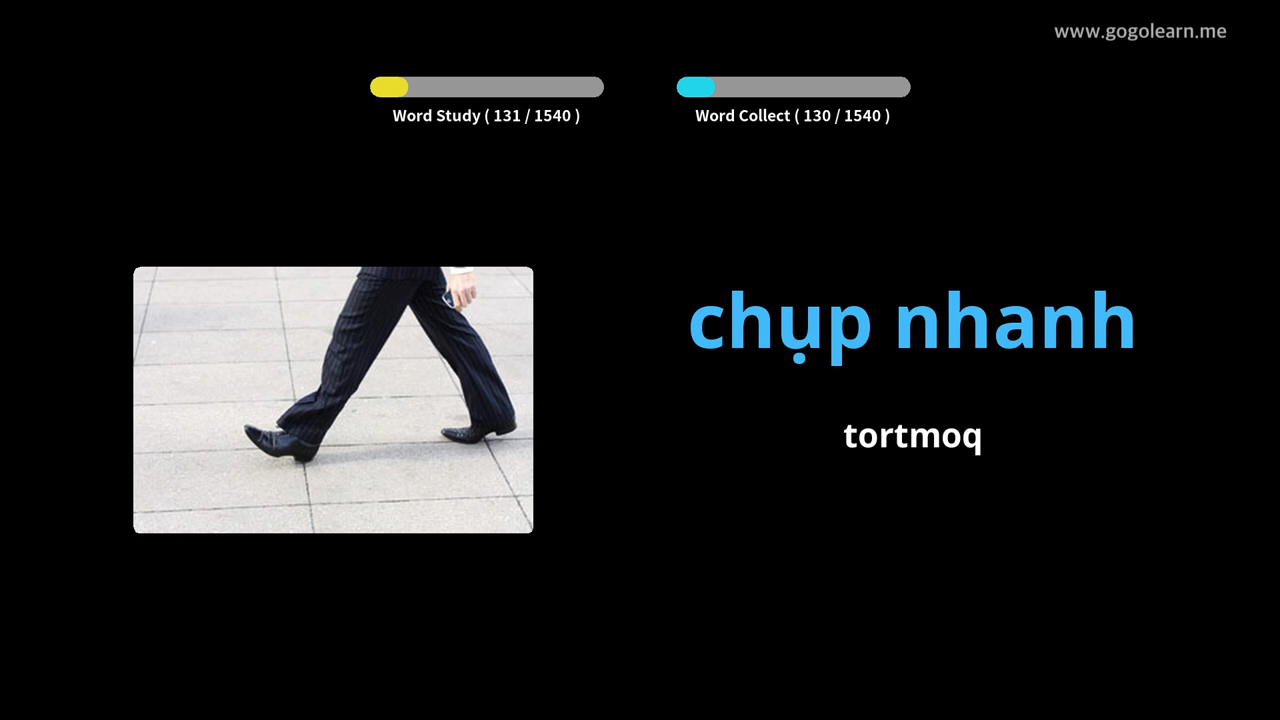 www.gogolearn.me
Word Study ( 131 / 1540 )
Word Collect ( 130 / 1540 )
chụp nhanh
tortmoq